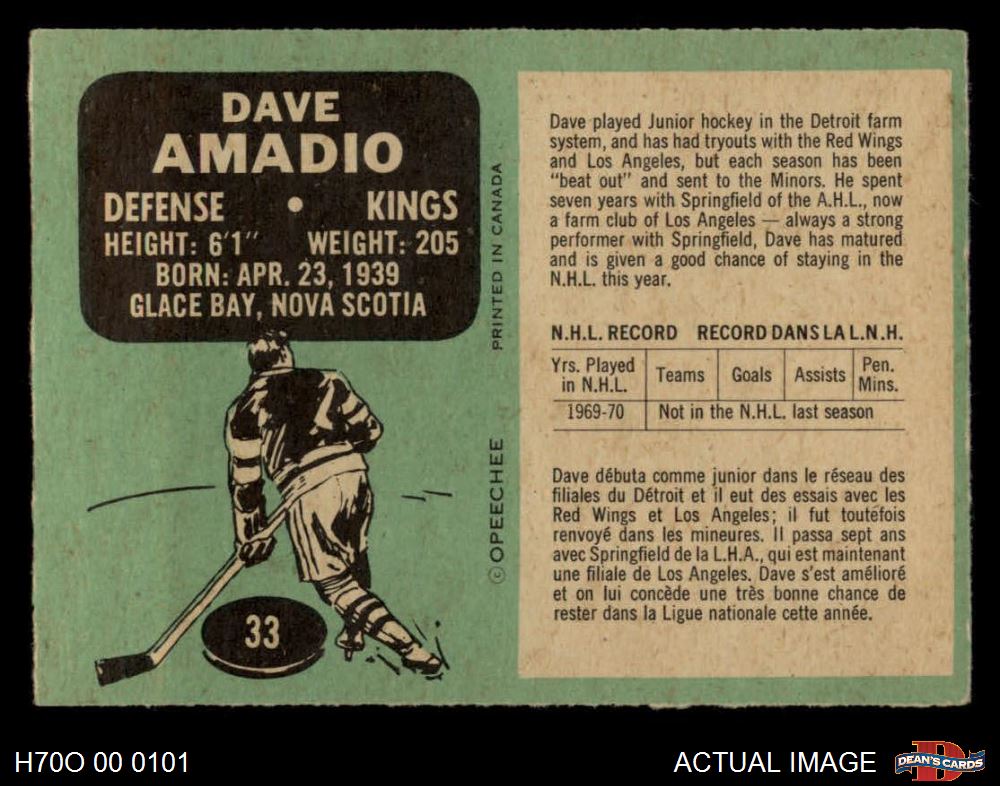 DAVE
AMADIO
DEFENSE • KINGS
HEIGHT: 6'1" WEIGHT: 205
BORN: APR. 23, 1939
GLACE BAY, NOVA SCOTIA
33
© OPEECHEE PRINTED IN CANADA
Dave played Junior hockey in the Detroit farm
system, and has had tryouts with the Red Wings
and Los Angeles, but each season has been
"beat out" and sent to the Minors. He spent
seven years with Springfield of the A.H.L., now
a farm club of Los Angeles — always a strong
performer with Springfield, Dave has matured
and is given a good chance of staying in the
N.H.L. this year.
N.H.L. RECORD RECORD DANS LA L.N.H.
Yrs. Played in N.H.L. Teams Goals Assists Pen. Mins.
1969-70 Not in the N.H.L. last season
Dave débuta comme junior dans le réseau des
filiales du Détroit et il eut des essais avec les
Red Wings et Los Angeles; il fut toutéfois
renvoyé dans les mineures. Il passa sept ans
avec Springfield de la L.H.A., qui est maintenant
une filiale de Los Angeles. Dave s'est amélioré
et on lui concède une très bonne chance de
rester dans la Ligue nationale cette année.
H70O 00 0101
ACTUAL IMAGE
DEAN'S CARDS